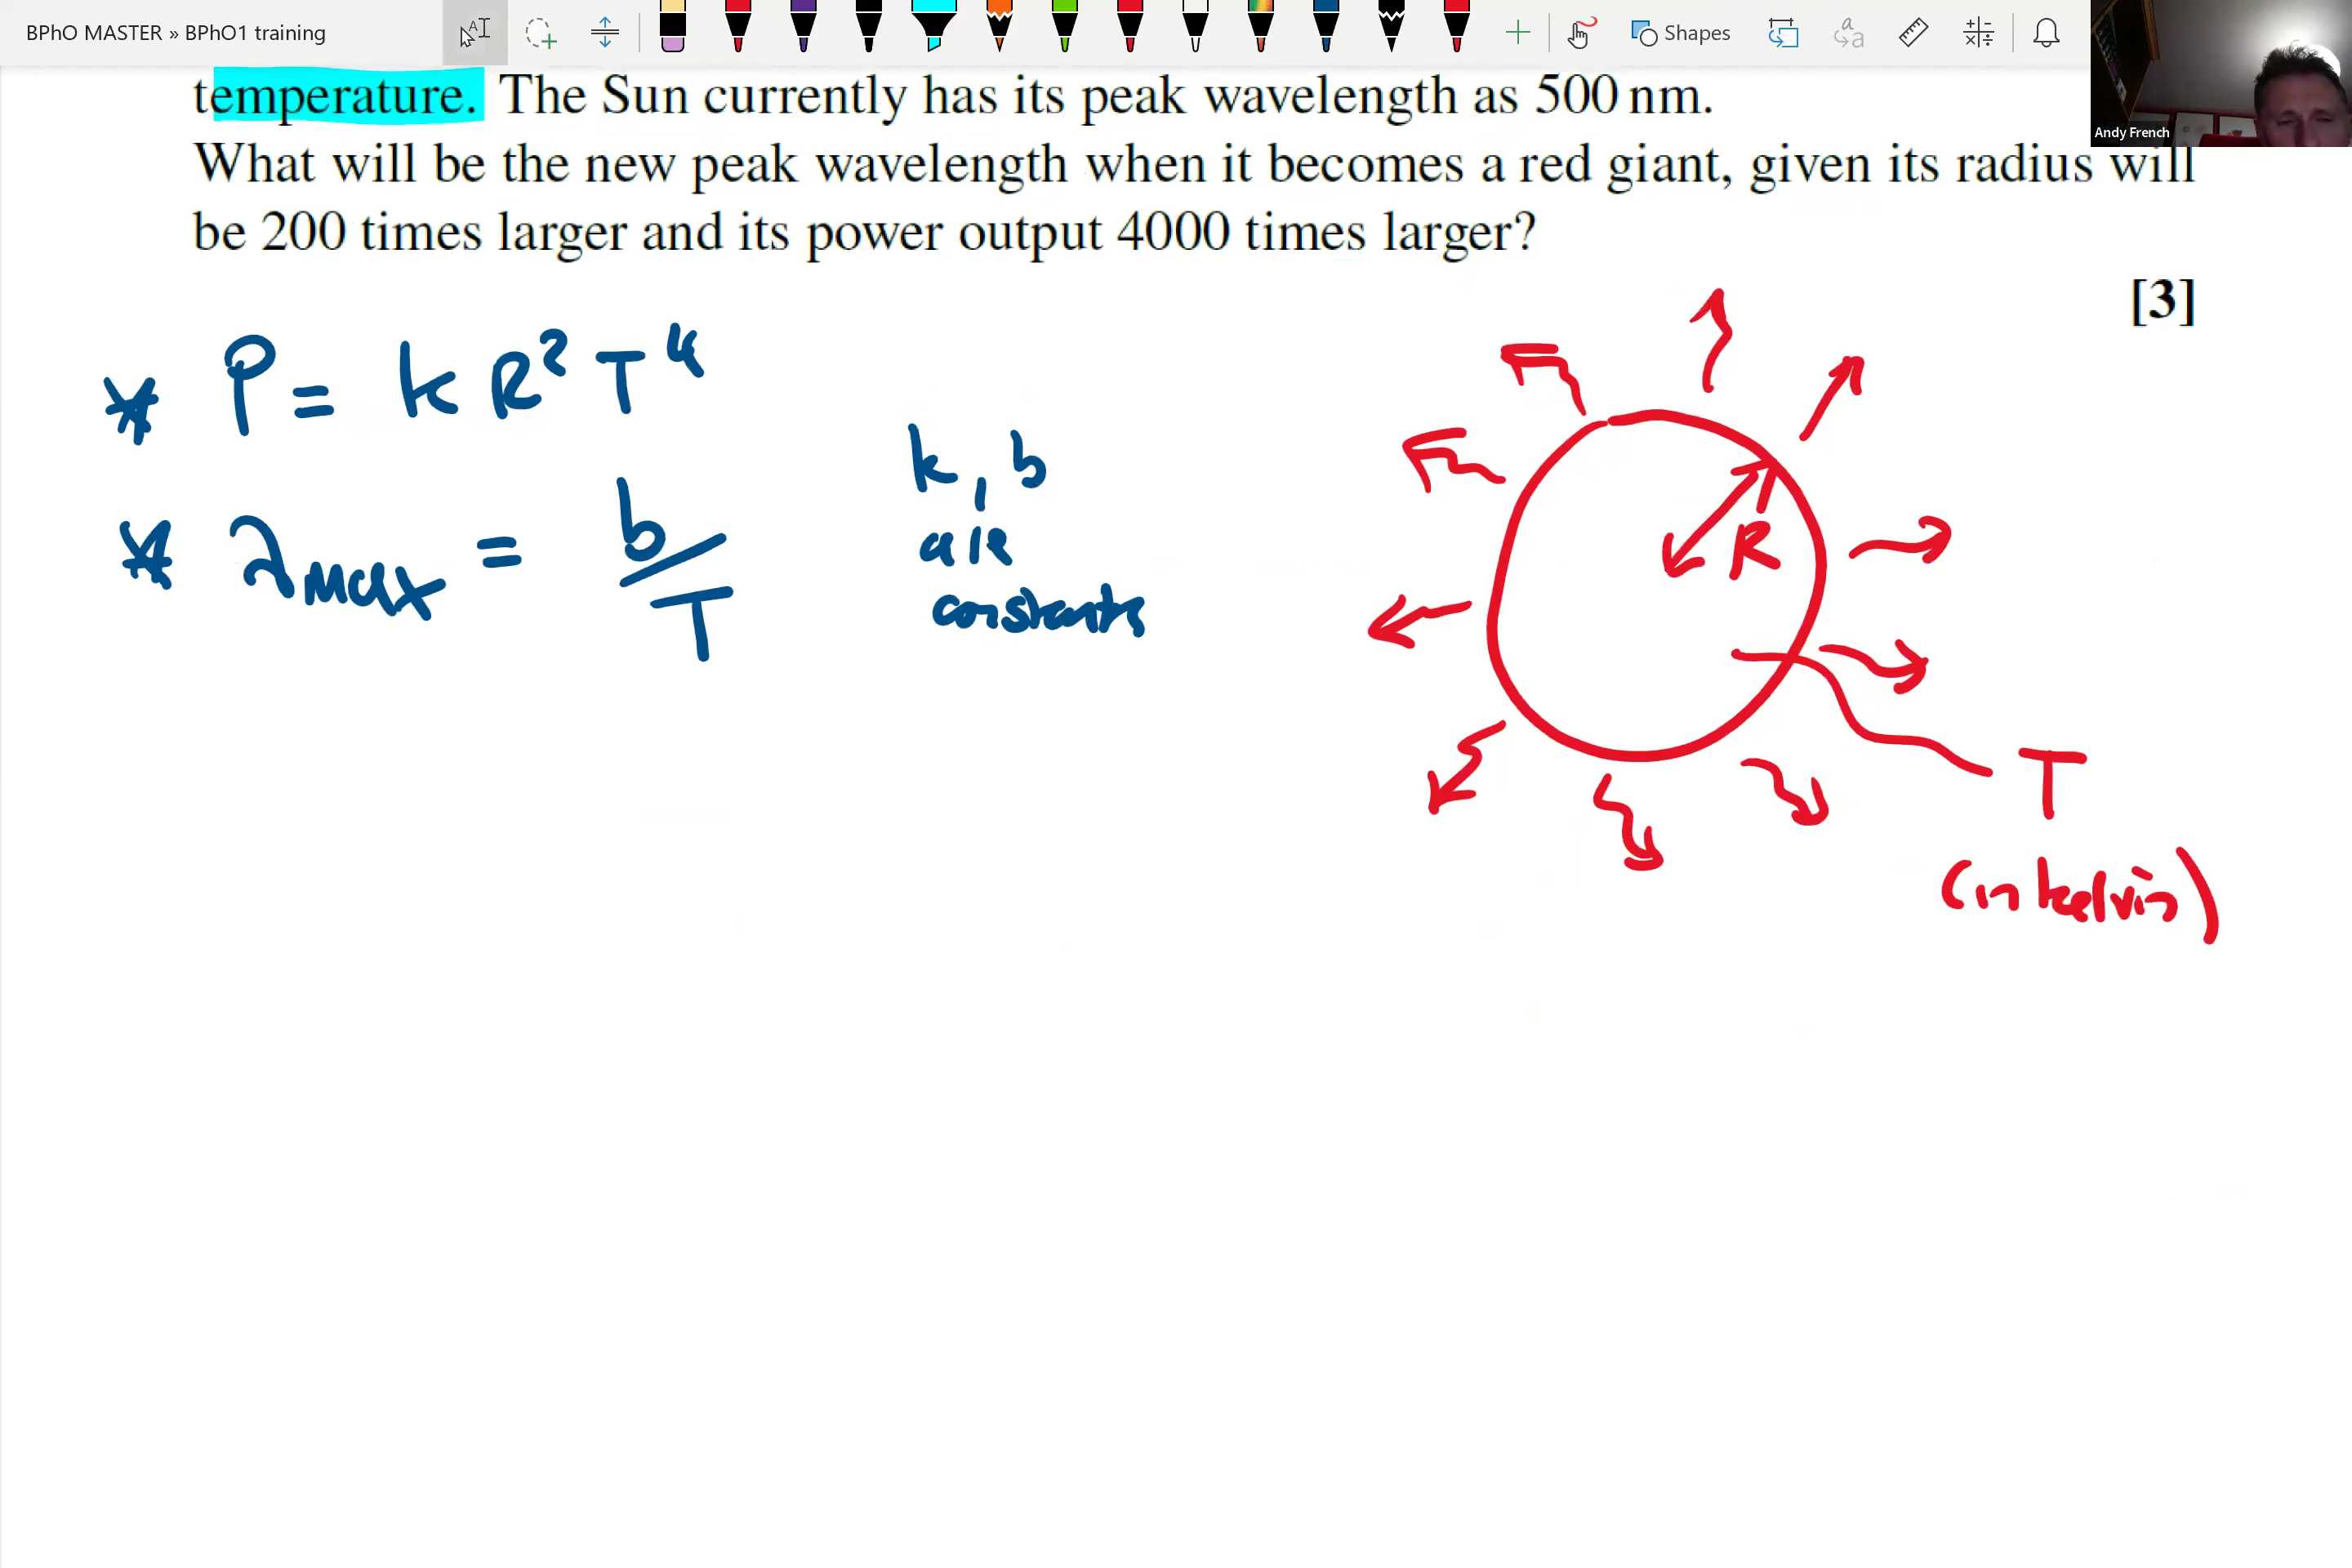 BPhO MASTER » BPhO1 training
Shapes
Andy French
temperature. The Sun currently has its peak wavelength as 500 nm.
What will be the new peak wavelength when it becomes a red giant, given its radius will
be 200 times larger and its power output 4000 times larger?
[3]
* P = k R² T⁴
k, b
are
constants
* λmax = b/T
R
T
(in kelvin)